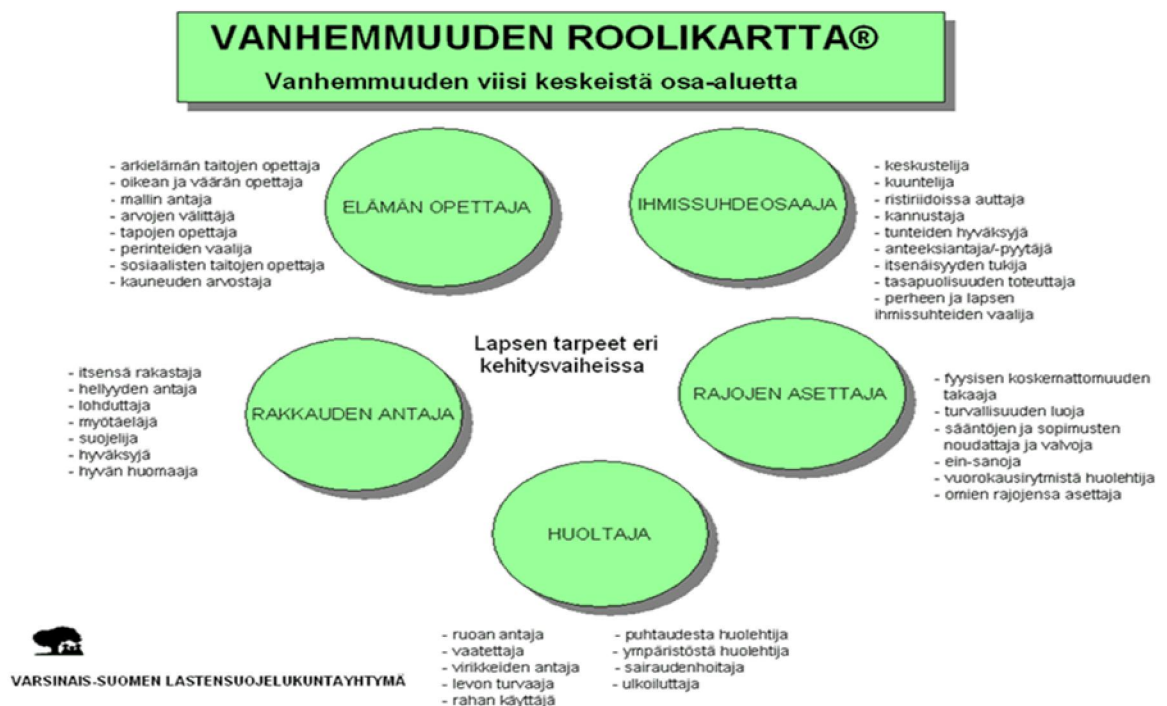 VANHEMMUUDEN ROOLIKARTTA®
Vanhemmuuden viisi keskeistä osa-aluetta
- arkielämän taitojen opettaja
- oikean ja väärän opettaja
- mallin antaja
- arvojen välittäjä
- tapojen opettaja
- perinteiden vaalija
- sosiaalisten taitojen opettaja
- kauneuden arvostaja
ELÄMÄN OPETTAJA
IHMISSUHDEOSAAJA
- keskustelija
- kuuntelija
- ristiriidoissa auttaja
- kannustaja
- tunteiden hyväksyjä
- anteeksiantaja/-pyytäjä
- itsenäisyyden tukija
- tasapuolisuuden toteuttaja
- perheen ja lapsen
ihmissuhteiden vaalija
Lapsen tarpeet eri
kehitysvaiheissa
- itsensä rakastaja
- hellyyden antaja
- lohduttaja
- myötäeläjä
- suojelija
- hyväksyjä
- hyvän huomaaja
RAKKAUDEN ANTAJA
RAJOJEN ASETTAJA
- fyysisen koskemattomuuden
takaaja
- turvallisuuden luoja
- sääntöjen ja sopimusten
noudattaja ja valvoja
- ein-sanoja
- vuorokausirytmistä huolehtija
- omien rajojensa asettaja
HUOLTAJA
- ruoan antaja
- vaatettaja
- virikkeiden antaja
- levon turvaaja
- rahan käyttäjä
- puhtaudesta huolehtija
- ympäristöstä huolehtija
- sairaudenhoitaja
- ulkoiluttaja
VARSINAIS-SUOMEN LASTENSUOJELUKUNTAYHTYMÄ